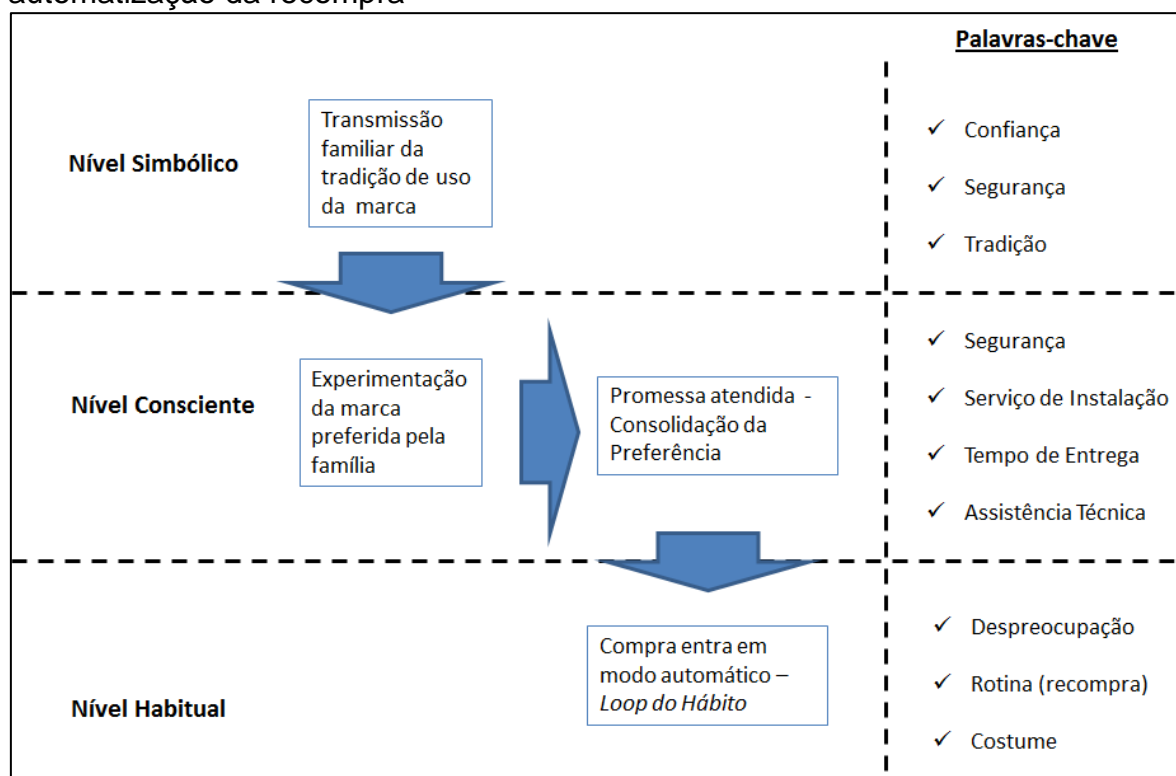 automatização da recompra
Palavras-chave
Nível Simbólico
Transmissão
familiar da
tradição de uso
da marca
✓ Confiança
✓ Segurança
✓ Tradição
Nível Consciente
Experimentação
da marca
preferida pela
família
Promessa atendida -
Consolidação da
Preferência
✓ Segurança
✓ Serviço de Instalação
✓ Tempo de Entrega
✓ Assistência Técnica
Nível Habitual
Compra entra em
modo automático –
Loop do Hábito
✓ Despreocupação
✓ Rotina (recompra)
✓ Costume